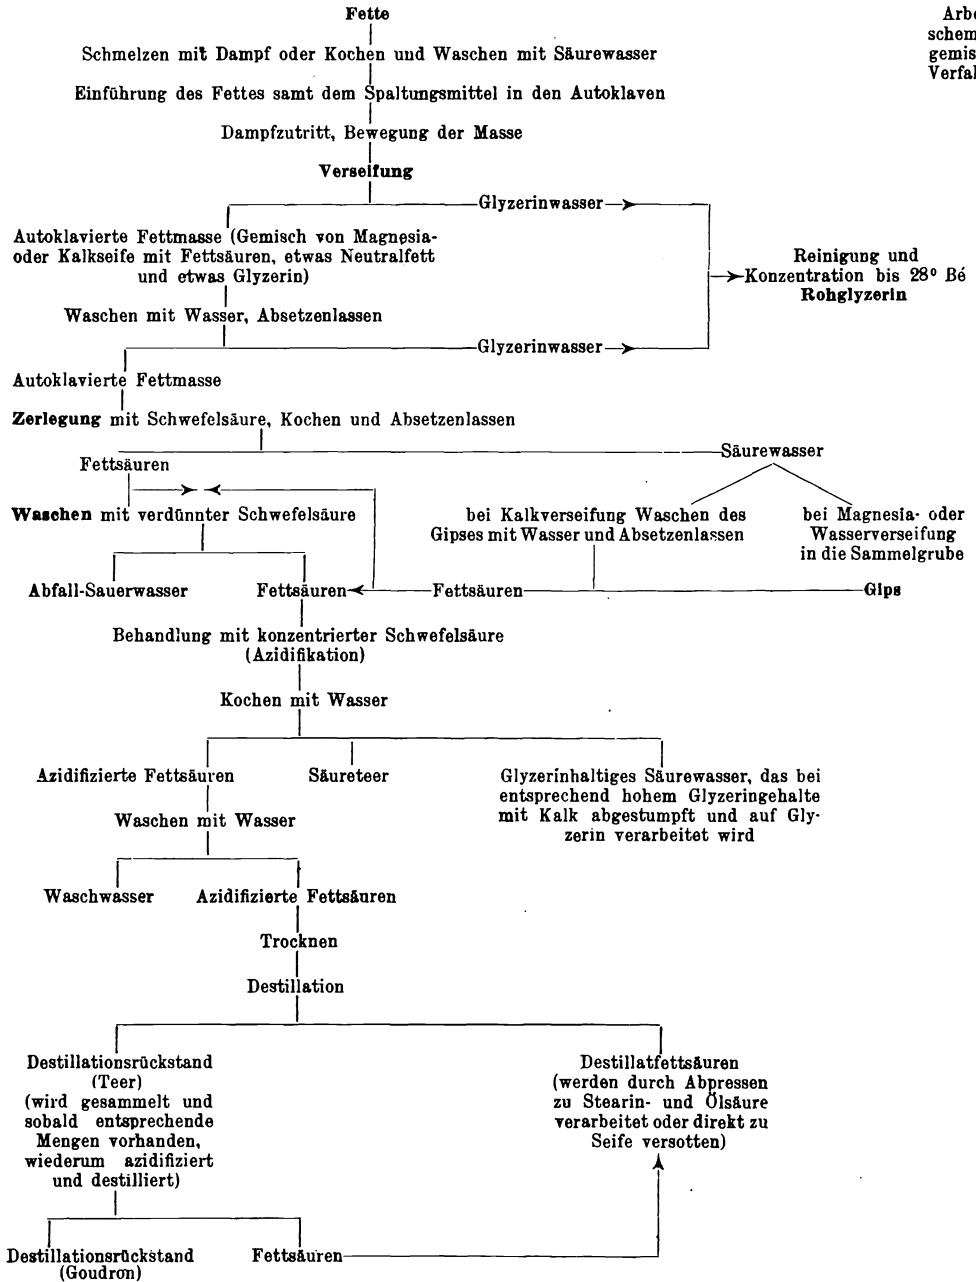 Fette
Schmelzen mit Dampf oder Kochen und Waschen mit Säurewasser
Einführung des Fettes samt dem Spaltungsmittel in den Autoklaven
Dampfzutritt, Bewegung der Masse
Verseifung
Glyzerinwasser
Autoklavierte Fettmasse (Gemisch von Magnesia-
oder Kalkseife mit Fettsäuren, etwas Neutralfett
und etwas Glyzerin)
Reinigung und
Konzentration bis 28° Bé
Rohglyzerin
Waschen mit Wasser, Absetzenlassen
Glyzerinwasser
Autoklavierte Fettmasse
Zerlegung mit Schwefelsäure, Kochen und Absetzenlassen
Fettsäuren
Säurewasser
Waschen mit verdünnter Schwefelsäure
bei Kalkverseifung Waschen des
Gipses mit Wasser und Absetzenlassen
bei Magnesia- oder
Wasserverseifung
in die Sammelgrube
Abfall-Sauerwasser
Fettsäuren
Fettsäuren
Gips
Behandlung mit konzentrierter Schwefelsäure
(Azidifikation)
Kochen mit Wasser
Azidifizierte Fettsäuren
Säureteer
Glyzerinhaltiges Säurewasser, das bei
entsprechend hohem Glyzeringehalte
mit Kalk abgestumpft und auf Gly-
zerin verarbeitet wird
Waschen mit Wasser
Waschwasser
Azidifizierte Fettsäuren
Trocknen
Destillation
Destillationsrückstand
(Teer)
(wird gesammelt und
sobald entsprechende
Mengen vorhanden,
wiederum azidifiziert
und destilliert)
Destillatfettsäuren
(werden durch Abpressen
zu Stearin- und Ölsäure
verarbeitet oder direkt zu
Seife versotten)
Destillationsrückstand
(Goudron)
Fettsäuren
Arbe
schem
gemis
Verfal